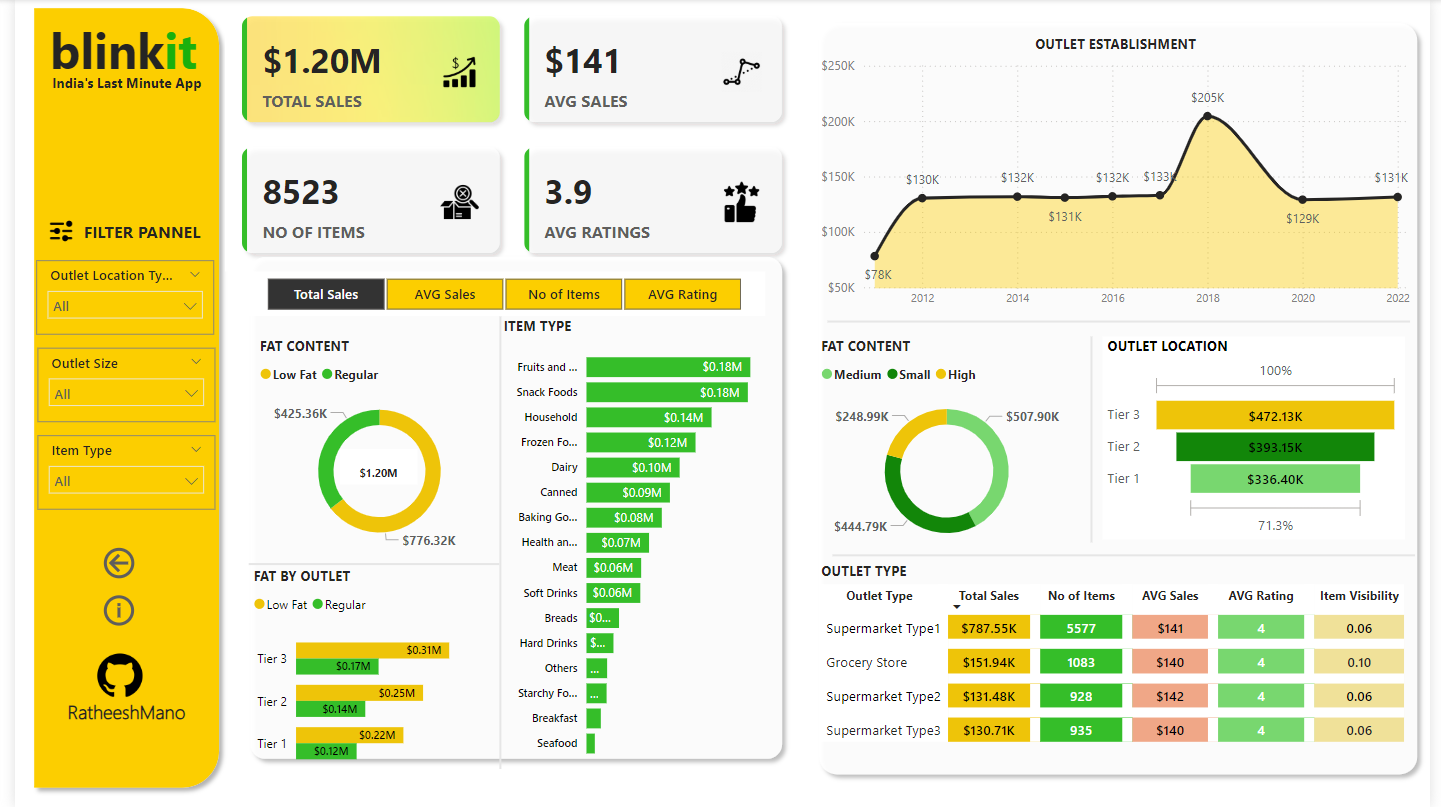 blinkit
India's Last Minute App
FILTER PANNEL
Outlet Location Ty...
All
Outlet Size
All
Item Type
All
RatheeshMano
$1.20M
TOTAL SALES
$
$141
AVG SALES
8523
NO OF ITEMS
3.9
AVG RATINGS
Total Sales AVG Sales No of Items AVG Rating
FAT CONTENT
Low Fat Regular
$425.36K
$1.20M
$776.32K
FAT BY OUTLET
Low Fat Regular
Tier 3 $0.31M
$0.17M
Tier 2 $0.25M
$0.14M
Tier 1 $0.22M
$0.12M
ITEM TYPE
Fruits and ... $0.18M
Snack Foods $0.18M
Household $0.14M
Frozen Fo... $0.12M
Dairy $0.10M
Canned $0.09M
Baking Go... $0.08M
Health an... $0.07M
Meat $0.06M
Soft Drinks $0.06M
Breads $0...
Hard Drinks $...
Others ...
Starchy Fo... ...
Breakfast
Seafood
OUTLET ESTABLISHMENT
$250K
$200K
$150K
$100K
$50K
$78K
$130K
$132K
$131K
$132K
$133K
$205K
$129K
$131K
2012 2014 2016 2018 2020 2022
FAT CONTENT
Medium Small High
$248.99K
$507.90K
$444.79K
OUTLET LOCATION
100%
Tier 3 $472.13K
Tier 2 $393.15K
Tier 1 $336.40K
71.3%
OUTLET TYPE
Outlet Type Total Sales No of Items AVG Sales AVG Rating Item Visibility
Supermarket Type1 $787.55K 5577 $141 4 0.06
Grocery Store $151.94K 1083 $140 4 0.10
Supermarket Type2 $131.48K 928 $142 4 0.06
Supermarket Type3 $130.71K 935 $140 4 0.06